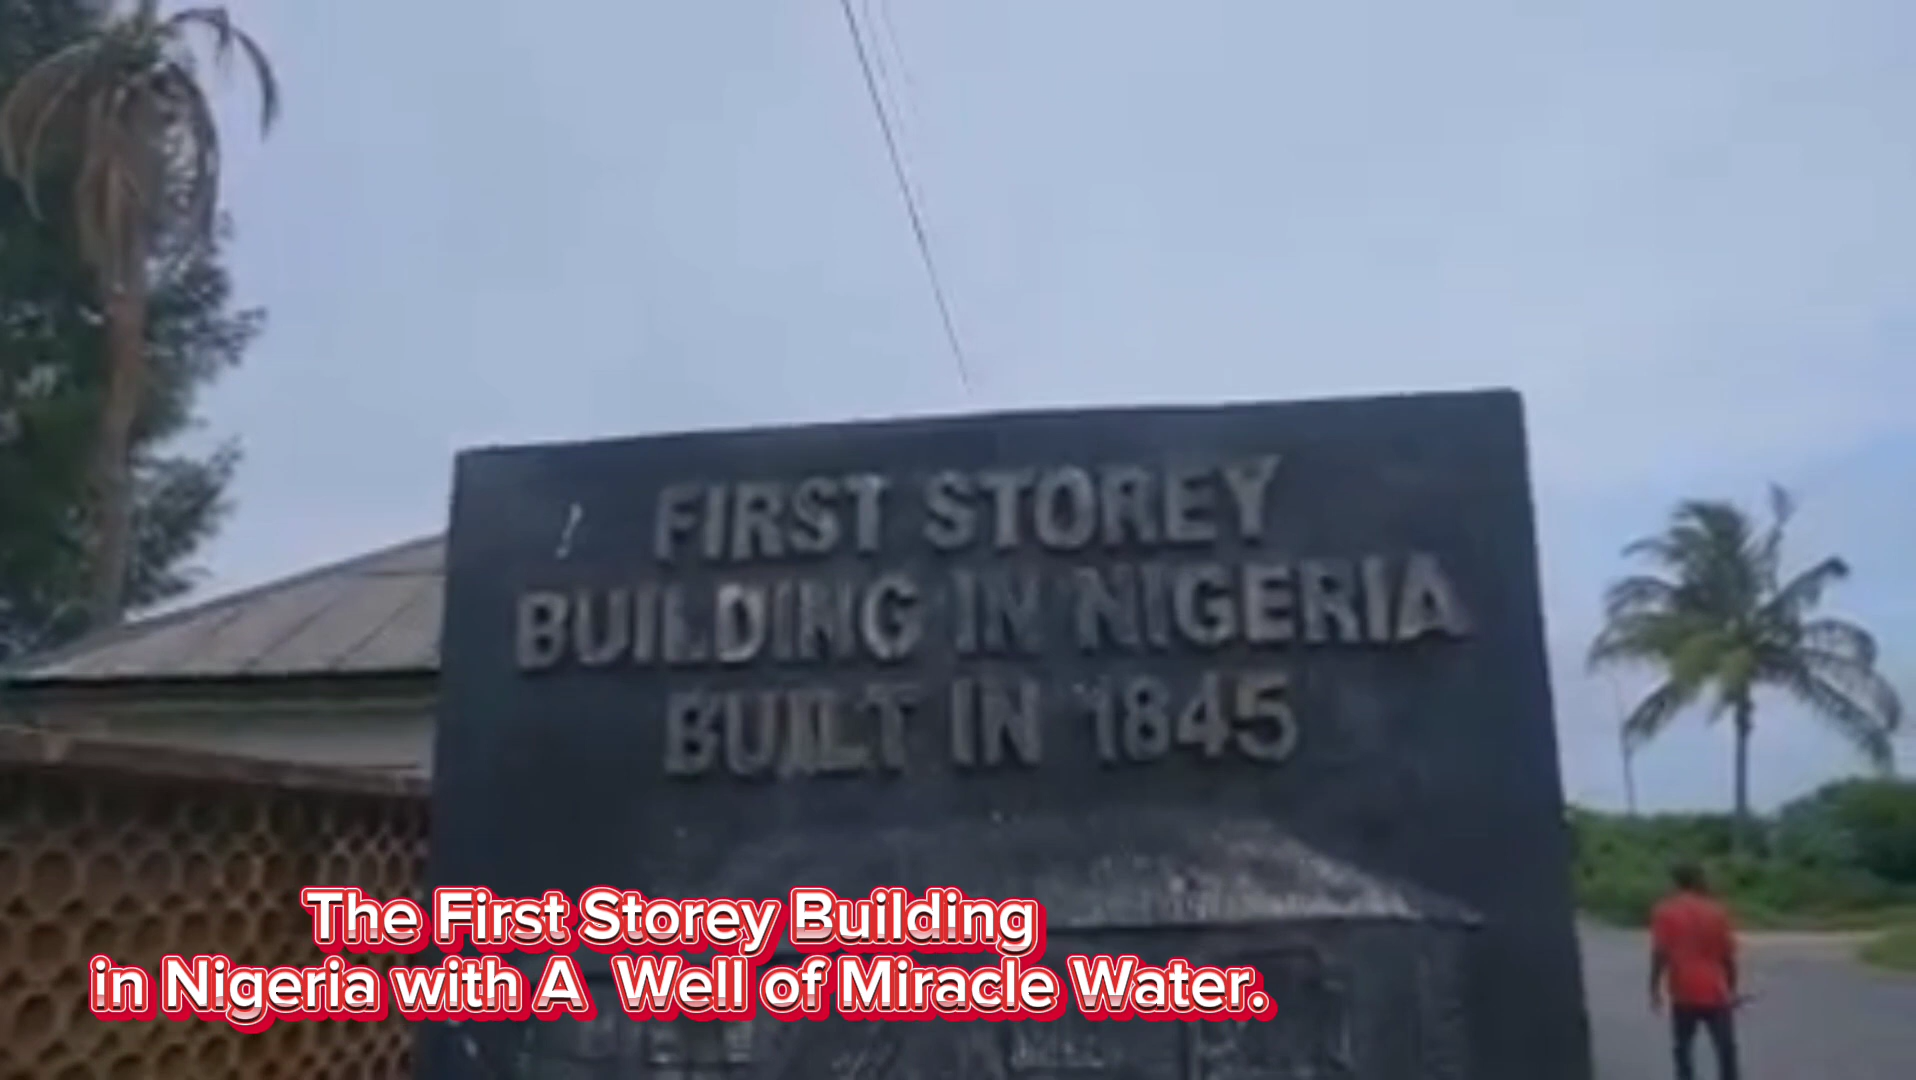 FIRST STOREY
BUILDING IN NIGERIA
BUILT IN 1845
The First Storey Building
in Nigeria with A Well of Miracle Water.